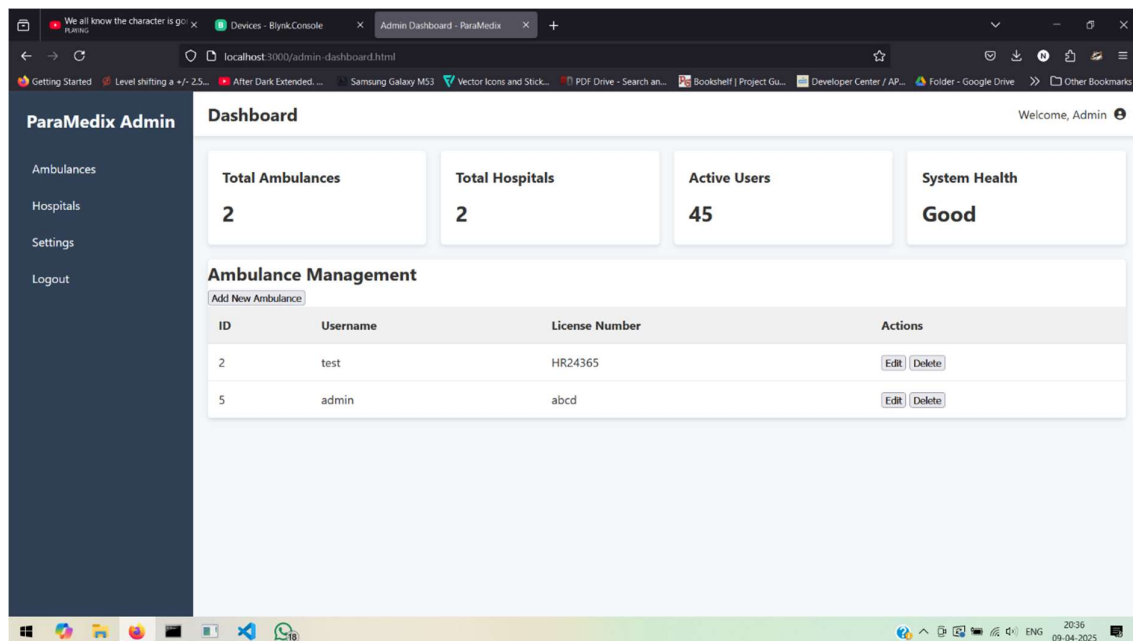 We all know the character is go
PLAYING
Devices - Blynk.Console
Admin Dashboard - ParaMedix
localhost:3000/admin-dashboard.html
Getting Started
Level shifting a +/- 2.5...
After Dark Extended. ...
Samsung Galaxy M53
Vector Icons and Stick...
PDF Drive - Search an...
Bookshelf | Project Gu...
Developer Center / AP...
Folder - Google Drive
Other Bookmarks
ParaMedix Admin
Ambulances
Hospitals
Settings
Logout
Dashboard
Welcome, Admin
Total Ambulances
2
Total Hospitals
2
Active Users
45
System Health
Good
Ambulance Management
Add New Ambulance
ID Username License Number Actions
2 test HR24365 Edit Delete
5 admin abcd Edit Delete
18
ENG
20:36
09-04-2025